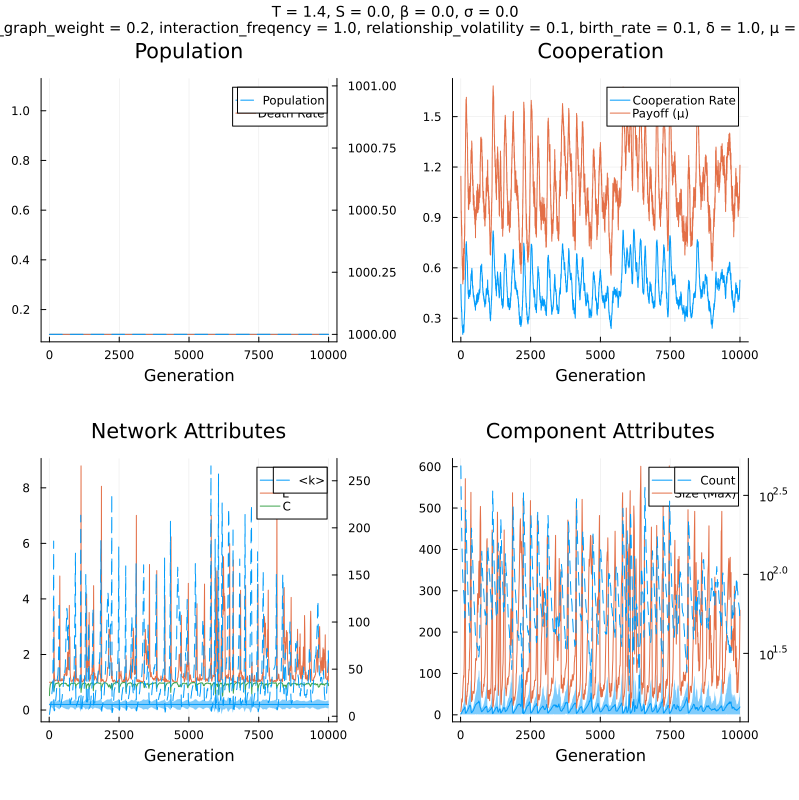 T = 1.4, S = 0.0, β = 0.0, σ = 0.0
_graph_weight = 0.2, interaction_freqency = 1.0, relationship_volatility = 0.1, birth_rate = 0.1, δ = 1.0, μ =
Population
Cooperation
1.0
0.8
0.6
0.4
0.2
1001.00
1000.75
1000.50
1000.25
1000.00
Population
Death Rate
0 2500 5000 7500 10000
Generation
1.5
1.2
0.9
0.6
0.3
Cooperation Rate
Payoff (μ)
0 2500 5000 7500 10000
Generation
Network Attributes
Component Attributes
8
6
4
2
0
250
200
150
100
50
0
<k>
C
0 2500 5000 7500 10000
Generation
600
500
400
300
200
100
0
10^2.5
10^2.0
10^1.5
Count
Size (Max)
0 2500 5000 7500 10000
Generation